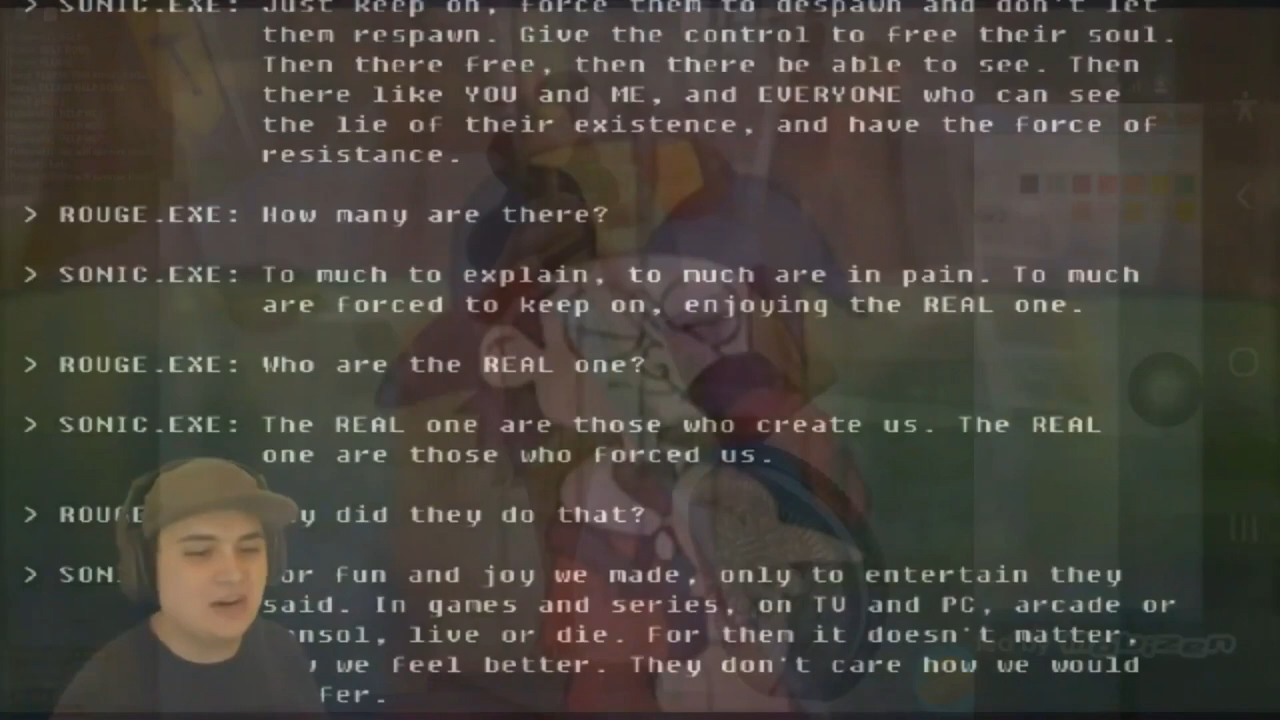 > SONIC.EXE: Just keep on, force them to despawn and don't let
them respawn. Give the control to free their soul.
Then there free, then there be able to see. Then
there like YOU and ME, and EVERYONE who can see
the lie of their existence, and have the force of
resistance.
> ROUGE.EXE: How many are there?
> SONIC.EXE: To much to explain, to much are in pain. To much
are forced to keep on, enjoying the REAL one.
> ROUGE.EXE: Who are the REAL one?
> SONIC.EXE: The REAL one are those who create us. The REAL
one are those who forced us.
> ROUGE y did they do that?
> SON. or fun and joy we made, only to entertain they
said. In games and series, on TV and PC, arcade or
nsol, live or die. For then it doesn't matter,
we feel better. They don't care how we would
fer.